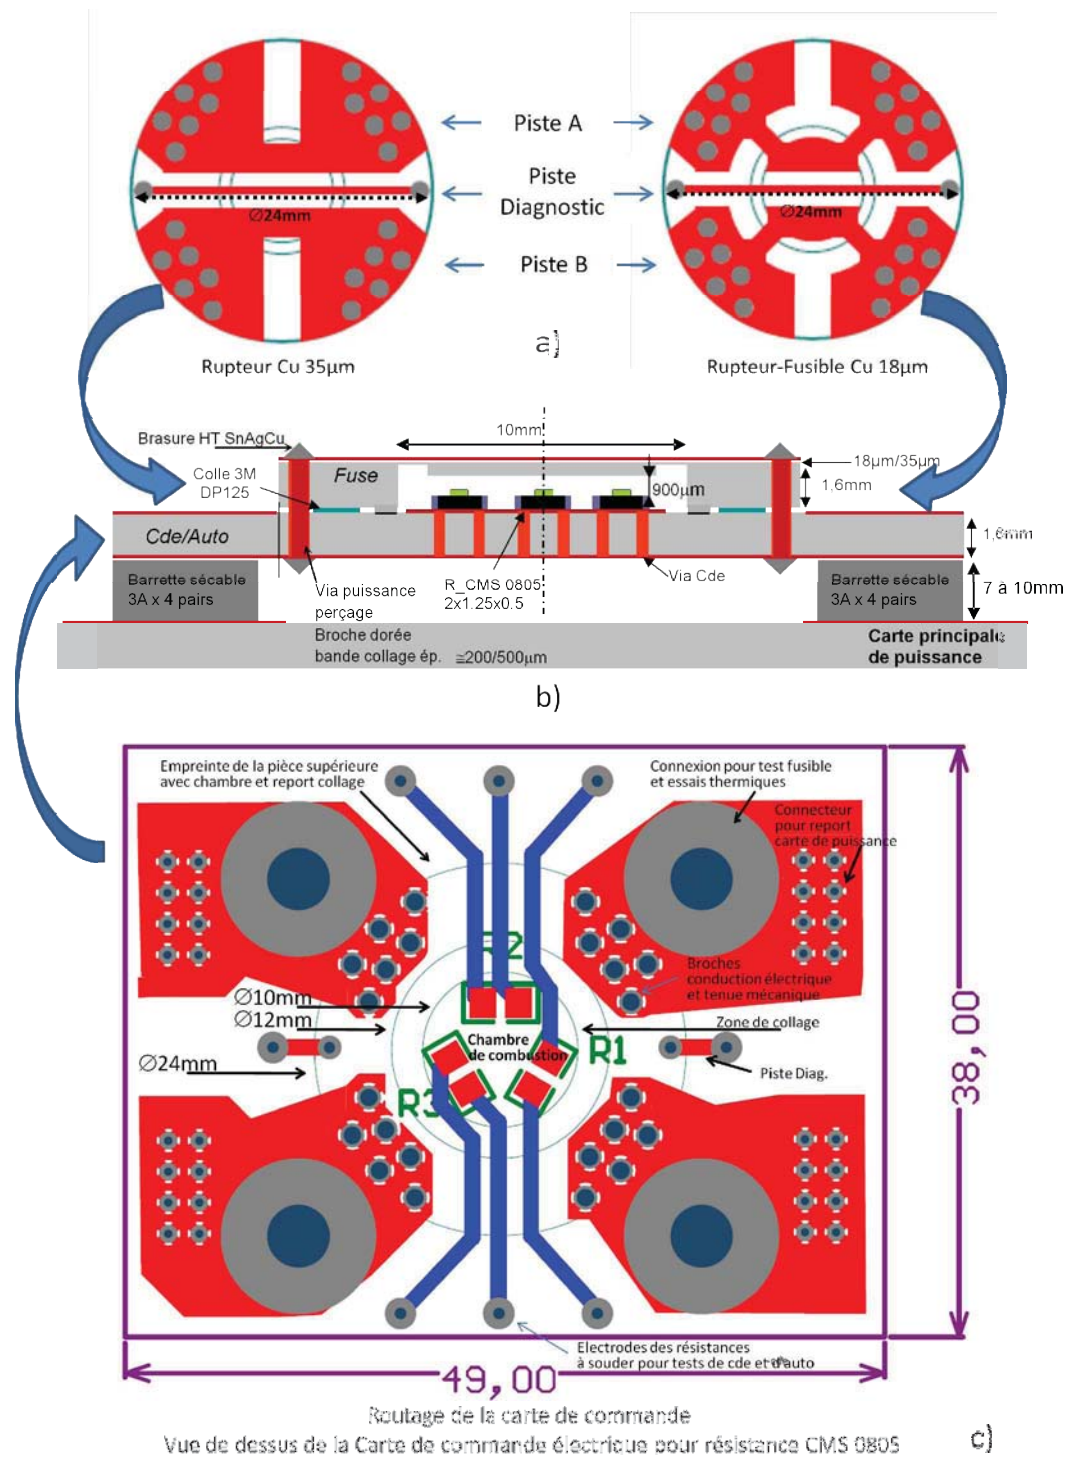 Piste A
Piste
Diagnostic
Piste B
∅24mm
∅24mm
a)
Rupteur Cu 35µm
Rupteur-Fusible Cu 18µm
Brasure HT SnAgCu
10mm
Colle 3M
DP125
Fuse
900µm
18µm/35µm
1,6mm
Cde/Auto
1,6mm
Barrette sécable
3A x 4 pairs
Via puissance
perçage
R_CMS 0805
2x1.25x0.5
Via Cde
Barrette sécable
3A x 4 pairs
7 à 10mm
Broche dorée
bande collage ép. ≅200/500µm
Carte principale
de puissance
b)
Empreinte de la pièce supérieure
avec chambre et report collage
Connexion pour test fusible
et essais thermiques
Connecteur
pour report
carte de puissance
R2
Broches
conduction électrique
et tenue mécanique
∅10mm
∅12mm
Zone de collage
Chambre
de combustion
R1
∅24mm
Piste Diag.
R3
38,00
Electrodes des résistances
à souder pour tests de cde et d'auto
49,00
Routage de la carte de commande
Vue de dessus de la Carte de commande électrique pour résistance CMS 0805
c)